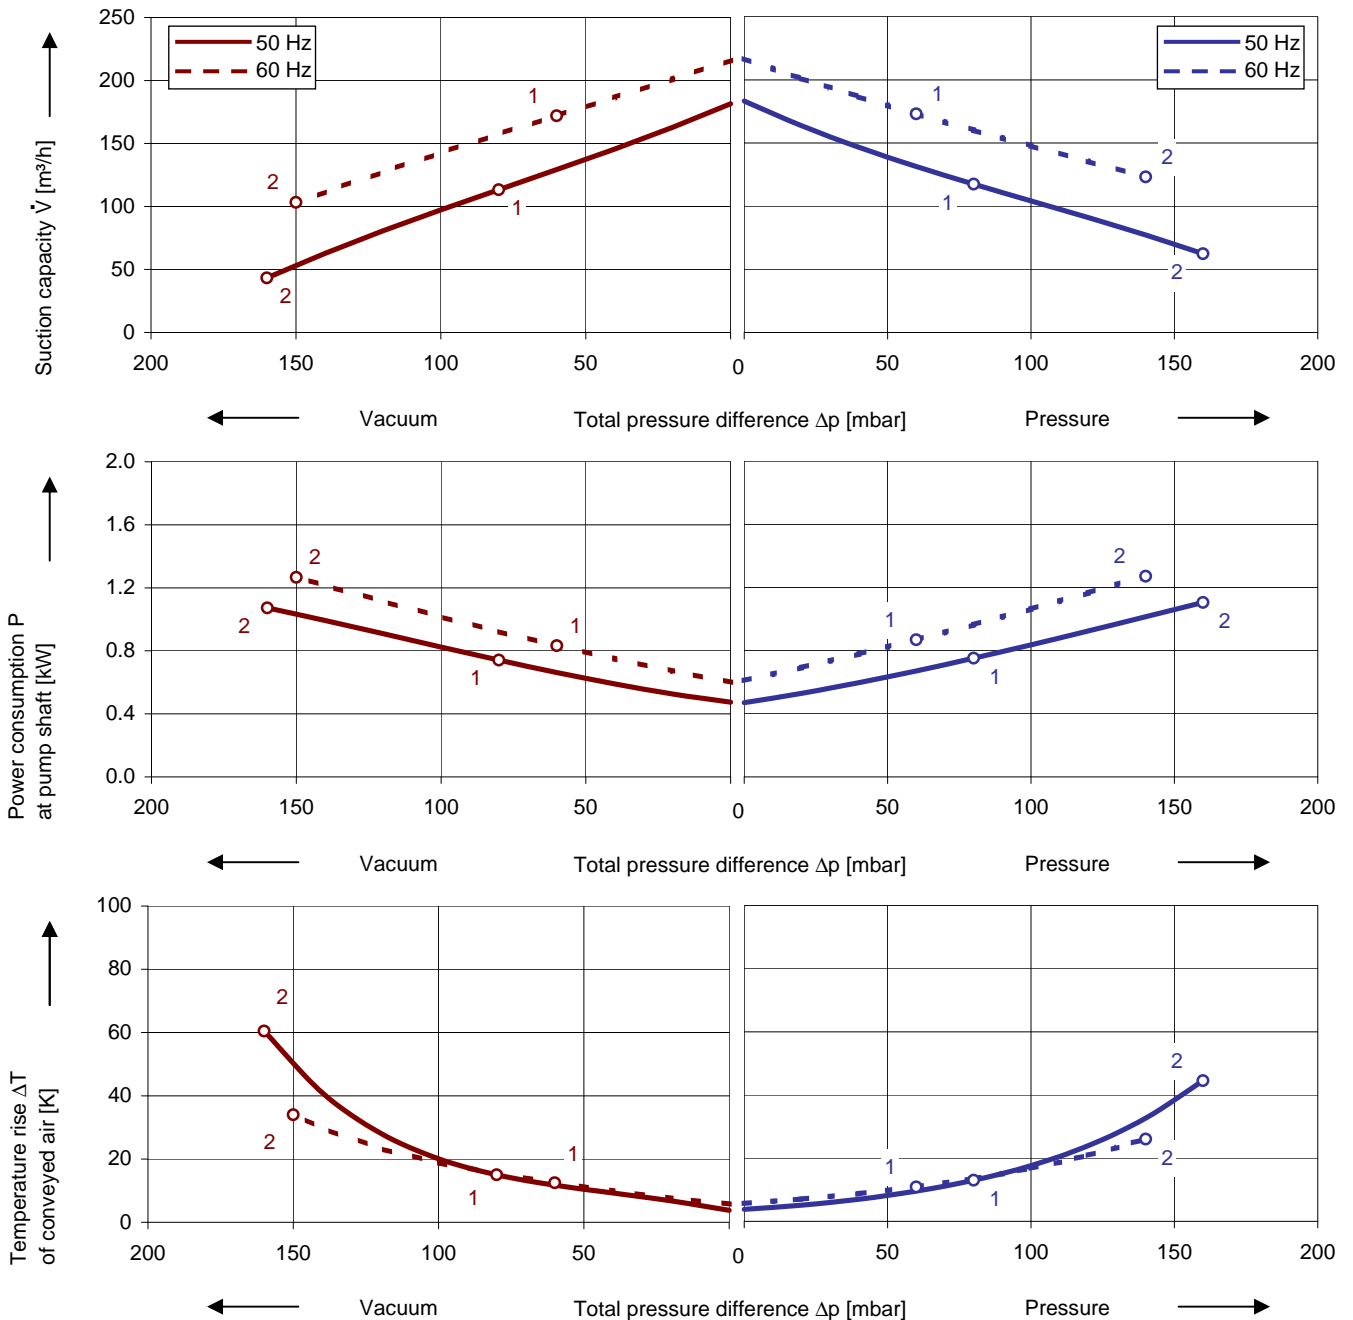 250
200
150
100
50
0
Suction capacity V̇ [m³/h]
50 Hz
60 Hz
50 Hz
60 Hz
1
2
1
2
1
2
1
2
200 150 100 50 0 50 100 150 200
Vacuum Total pressure difference Δp [mbar] Pressure
2.0
1.6
1.2
0.8
0.4
0.0
Power consumption P
at pump shaft [kW]
2
1
2
1
2
1
2
1
200 150 100 50 0 50 100 150 200
Vacuum Total pressure difference Δp [mbar] Pressure
100
80
60
40
20
0
Temperature rise ΔT
of conveyed air [K]
2
2
1
1
2
1
2
1
200 150 100 50 0 50 100 150 200
Vacuum Total pressure difference Δp [mbar] Pressure